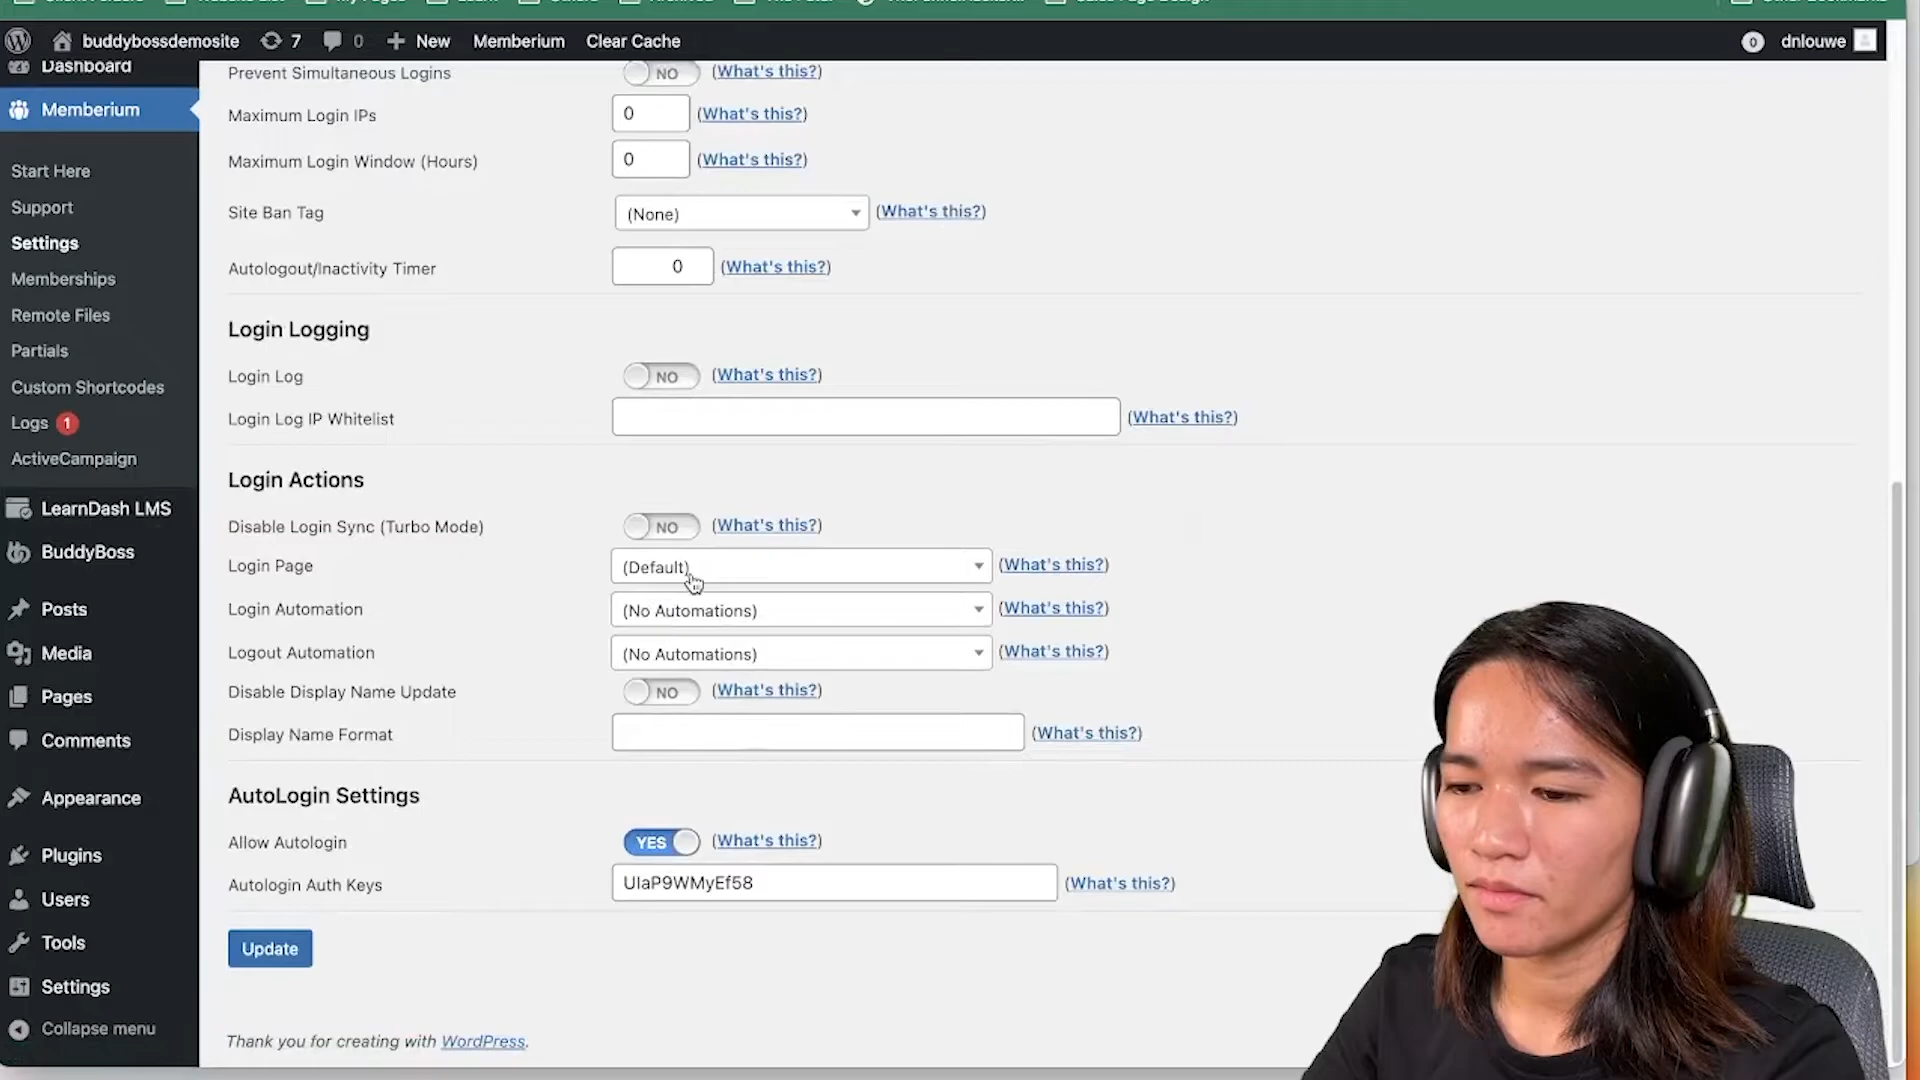 buddybossdemosite 7 0 New Memberium Clear Cache 0 dnlouwe
Dashboard
Memberium
Start Here
Support
Settings
Memberships
Remote Files
Partials
Custom Shortcodes
Logs 1
ActiveCampaign
LearnDash LMS
BuddyBoss
Posts
Media
Pages
Comments
Appearance
Plugins
Users
Tools
Settings
Collapse menu
Prevent Simultaneous Logins NO (What's this?)
Maximum Login IPs 0 (What's this?)
Maximum Login Window (Hours) 0 (What's this?)
Site Ban Tag (None) (What's this?)
Autologout/Inactivity Timer 0 (What's this?)
Login Logging
Login Log NO (What's this?)
Login Log IP Whitelist (What's this?)
Login Actions
Disable Login Sync (Turbo Mode) NO (What's this?)
Login Page (Default) (What's this?)
Login Automation (No Automations) (What's this?)
Logout Automation (No Automations) (What's this?)
Disable Display Name Update NO (What's this?)
Display Name Format (What's this?)
AutoLogin Settings
Allow Autologin YES (What's this?)
Autologin Auth Keys UIaP9WMyEf58 (What's this?)
Update
Thank you for creating with WordPress.